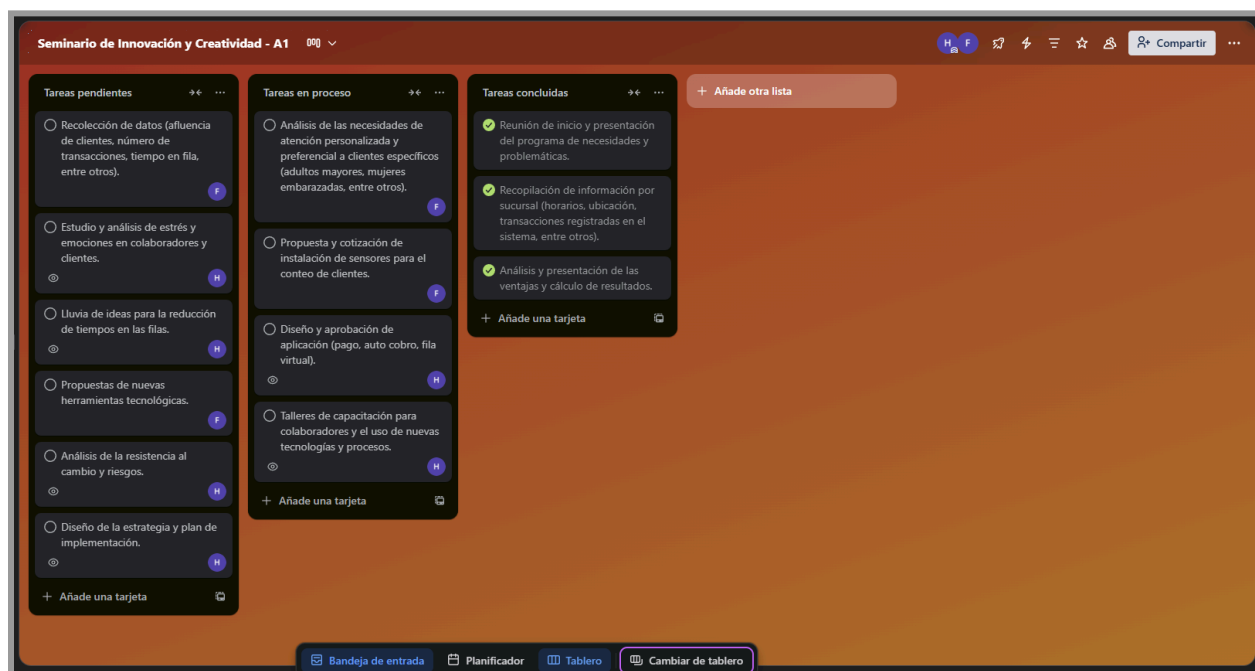 Seminario de Innovación y Creatividad - A1
H F
Compartir
Tareas pendientes
Recolección de datos (afluencia
de clientes, número de
transacciones, tiempo en fila,
entre otros).
F
Estudio y análisis de estrés y
emociones en colaboradores y
clientes.
H
Lluvia de ideas para la reducción
de tiempos en las filas.
H
Propuestas de nuevas
herramientas tecnológicas.
F
Análisis de la resistencia al
cambio y riesgos.
H
Diseño de la estrategia y plan de
implementación.
H
+ Añade una tarjeta
Tareas en proceso
Análisis de las necesidades de
atención personalizada y
preferencial a clientes específicos
(adultos mayores, mujeres
embarazadas, entre otros).
F
Propuesta y cotización de
instalación de sensores para el
conteo de clientes.
F
Diseño y aprobación de
aplicación (pago, auto cobro, fila
virtual).
H
Talleres de capacitación para
colaboradores y el uso de nuevas
tecnologías y procesos.
H
+ Añade una tarjeta
Tareas concluidas
Reunión de inicio y presentación
del programa de necesidades y
problemáticas.
Recopilación de información por
sucursal (horarios, ubicación,
transacciones registradas en el
sistema, entre otros).
Análisis y presentación de las
ventajas y cálculo de resultados.
+ Añade una tarjeta
+ Añade otra lista
Bandeja de entrada
Planificador
Tablero
Cambiar de tablero